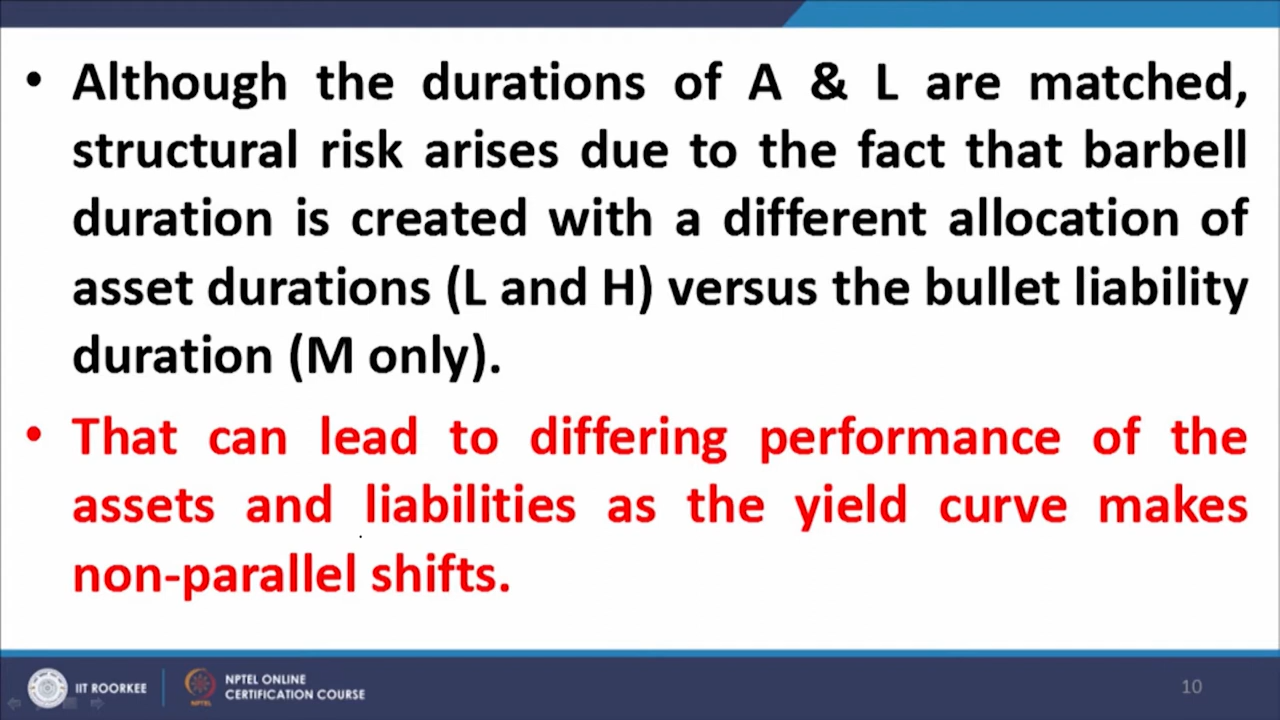 • Although the durations of A & L are matched,
structural risk arises due to the fact that barbell
duration is created with a different allocation of
asset durations (L and H) versus the bullet liability
duration (M only).
• That can lead to differing performance of the
assets and liabilities as the yield curve makes
non-parallel shifts.
IIT ROORKEE
NPTEL
NPTEL ONLINE
CERTIFICATION COURSE
10